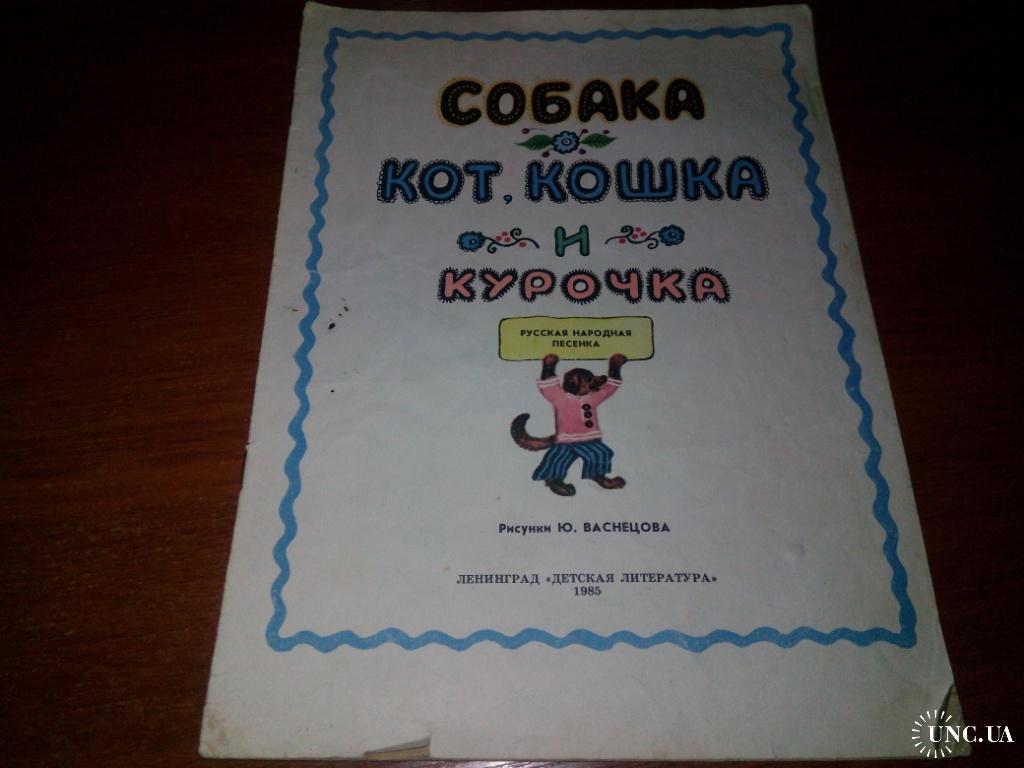 СОБАКА
КОТ, КОШКА
И
КУРОЧКА
РУССКАЯ НАРОДНАЯ
ПЕСЕНКА
Рисунки Ю. ВАСНЕЦОВА
ЛЕНИНГРАД «ДЕТСКАЯ ЛИТЕРАТУРА»
1985
UNC.UA